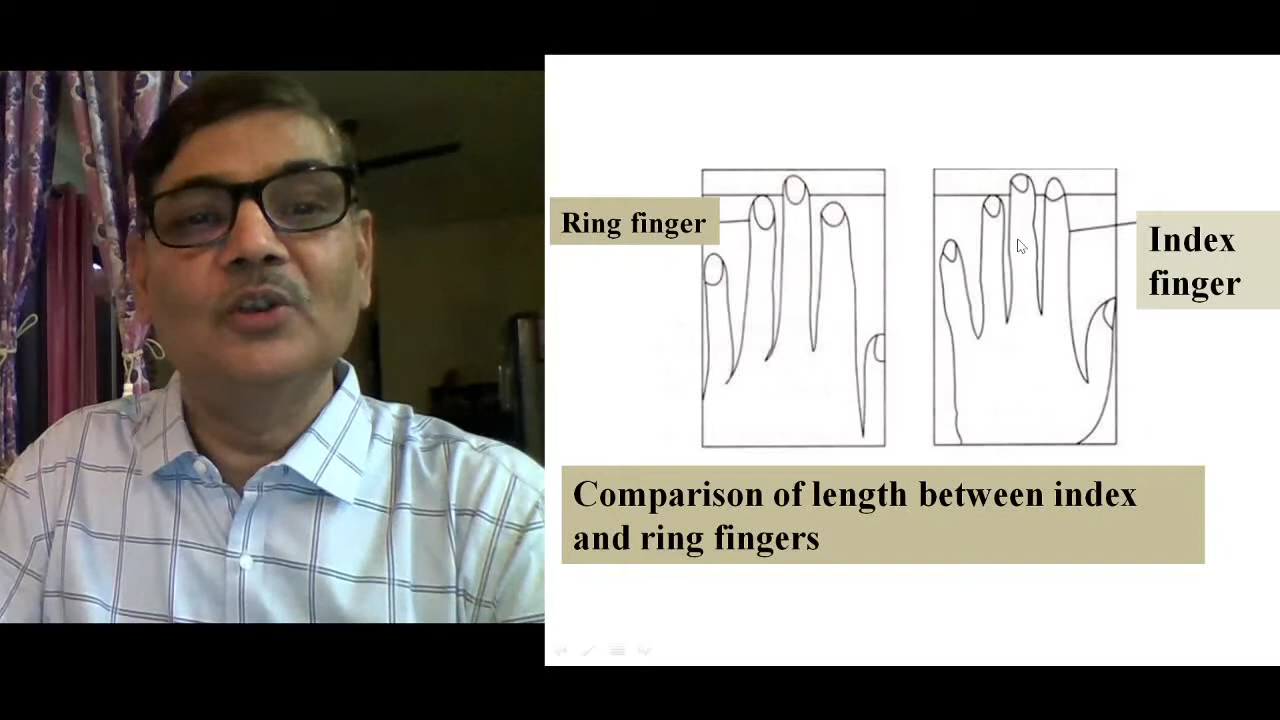 Ring finger
Index
finger
Comparison of length between index
and ring fingers